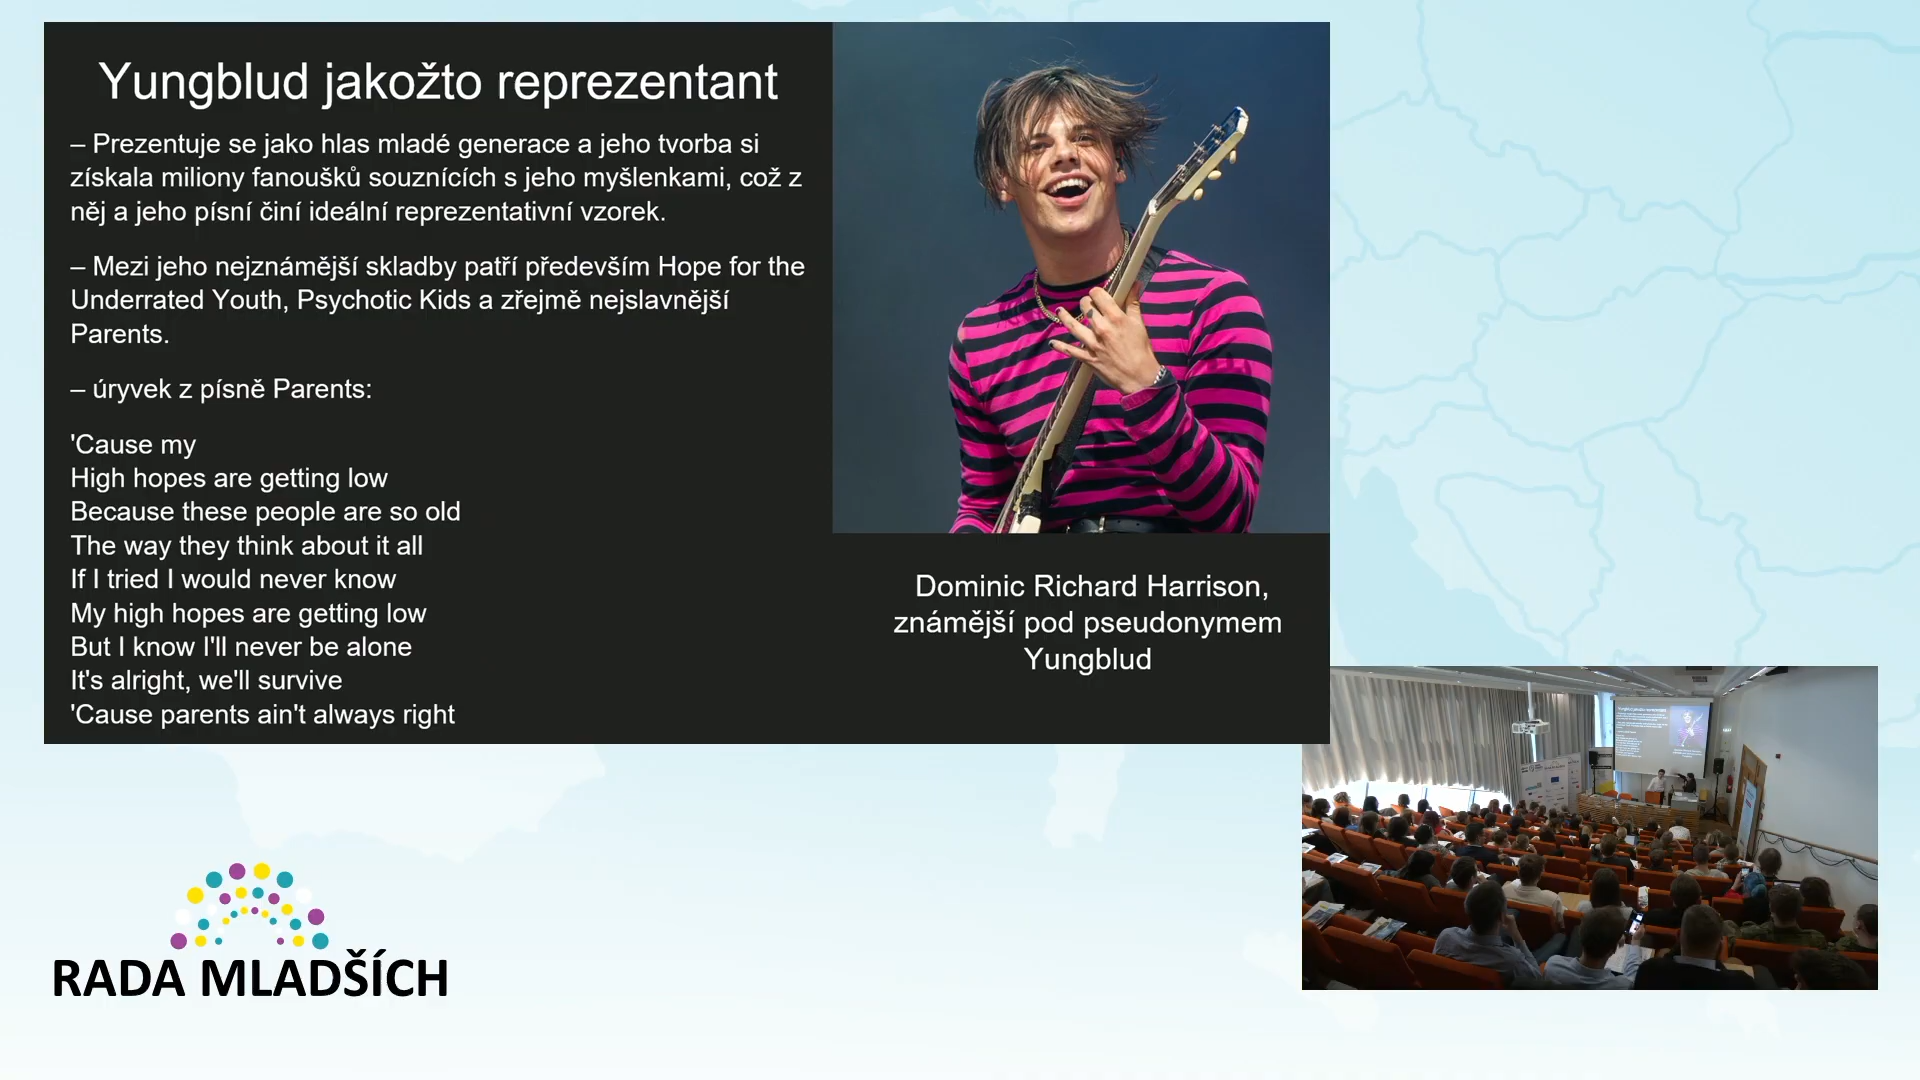 Yungblud jakožto reprezentant
– Prezentuje se jako hlas mladé generace a jeho tvorba si
získala miliony fanoušků souznících s jeho myšlenkami, což z
něj a jeho písní činí ideální reprezentativní vzorek.
– Mezi jeho nejznámější skladby patří především Hope for the
Underrated Youth, Psychotic Kids a zřejmě nejslavnější
Parents.
– úryvek z písně Parents:
'Cause my
High hopes are getting low
Because these people are so old
The way they think about it all
If I tried I would never know
My high hopes are getting low
But I know I'll never be alone
It's alright, we'll survive
'Cause parents ain't always right
Dominic Richard Harrison,
známější pod pseudonymem
Yungblud
RADA MLADŠÍCH